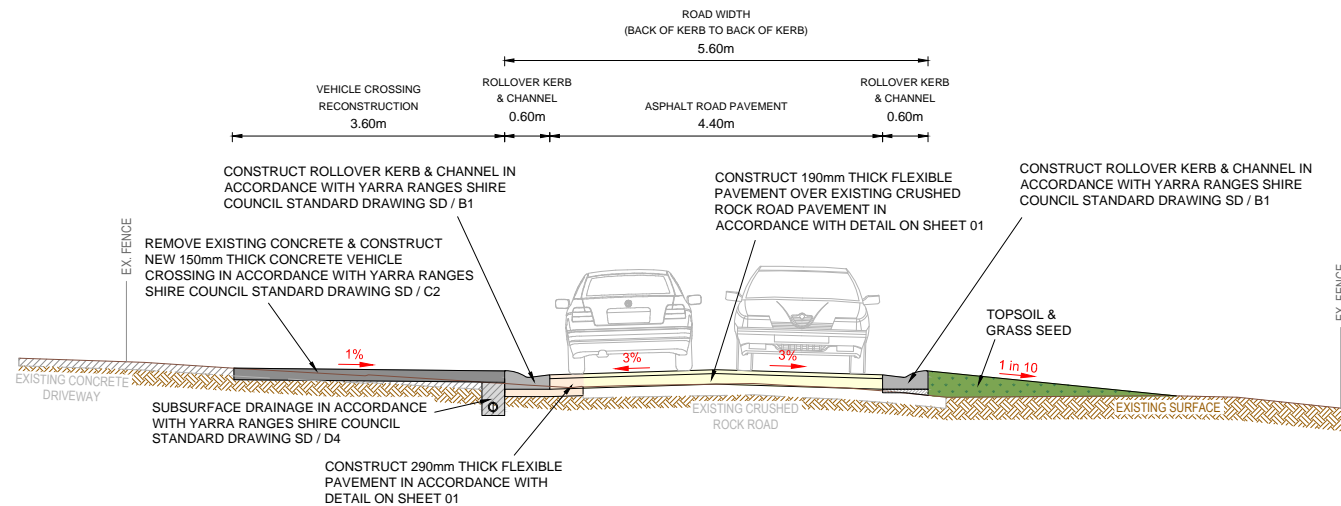 ROAD WIDTH
(BACK OF KERB TO BACK OF KERB)
5.60m
VEHICLE CROSSING
RECONSTRUCTION
3.60m
ROLLOVER KERB
& CHANNEL
0.60m
ASPHALT ROAD PAVEMENT
4.40m
ROLLOVER KERB
& CHANNEL
0.60m
CONSTRUCT ROLLOVER KERB & CHANNEL IN
ACCORDANCE WITH YARRA RANGES SHIRE
COUNCIL STANDARD DRAWING SD / B1
CONSTRUCT 190mm THICK FLEXIBLE
PAVEMENT OVER EXISTING CRUSHED
ROCK ROAD PAVEMENT IN
ACCORDANCE WITH DETAIL ON SHEET 01
CONSTRUCT ROLLOVER KERB & CHANNEL IN
ACCORDANCE WITH YARRA RANGES SHIRE
COUNCIL STANDARD DRAWING SD / B1
EX. FENCE
REMOVE EXISTING CONCRETE & CONSTRUCT
NEW 150mm THICK CONCRETE VEHICLE
CROSSING IN ACCORDANCE WITH YARRA RANGES
SHIRE COUNCIL STANDARD DRAWING SD / C2
EX. FENCE
TOPSOIL &
GRASS SEED
1%
3%
3%
1 in 10
EXISTING CONCRETE
DRIVEWAY
SUBSURFACE DRAINAGE IN ACCORDANCE
WITH YARRA RANGES SHIRE COUNCIL
STANDARD DRAWING SD / D4
EXISTING CRUSHED
ROCK ROAD
EXISTING SURFACE
CONSTRUCT 290mm THICK FLEXIBLE
PAVEMENT IN ACCORDANCE WITH
DETAIL ON SHEET 01